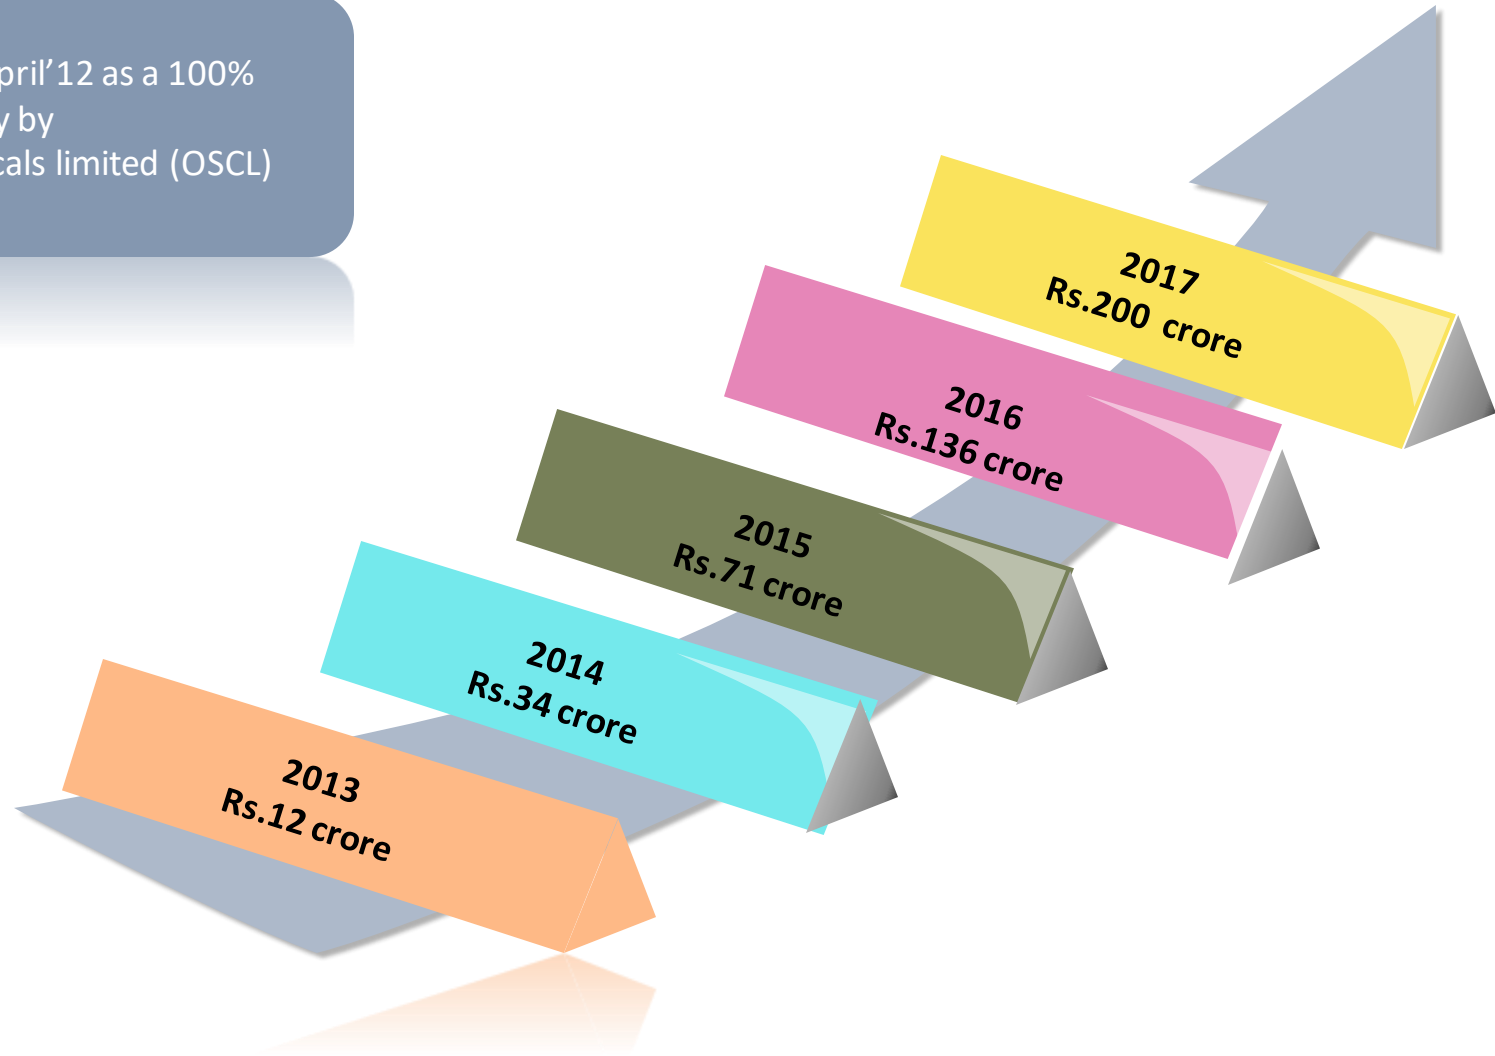 pril’12 as a 100%
y by
cals limited (OSCL)
2017
Rs.200 crore
2016
Rs.136 crore
2015
Rs.71 crore
2014
Rs.34 crore
2013
Rs.12 crore